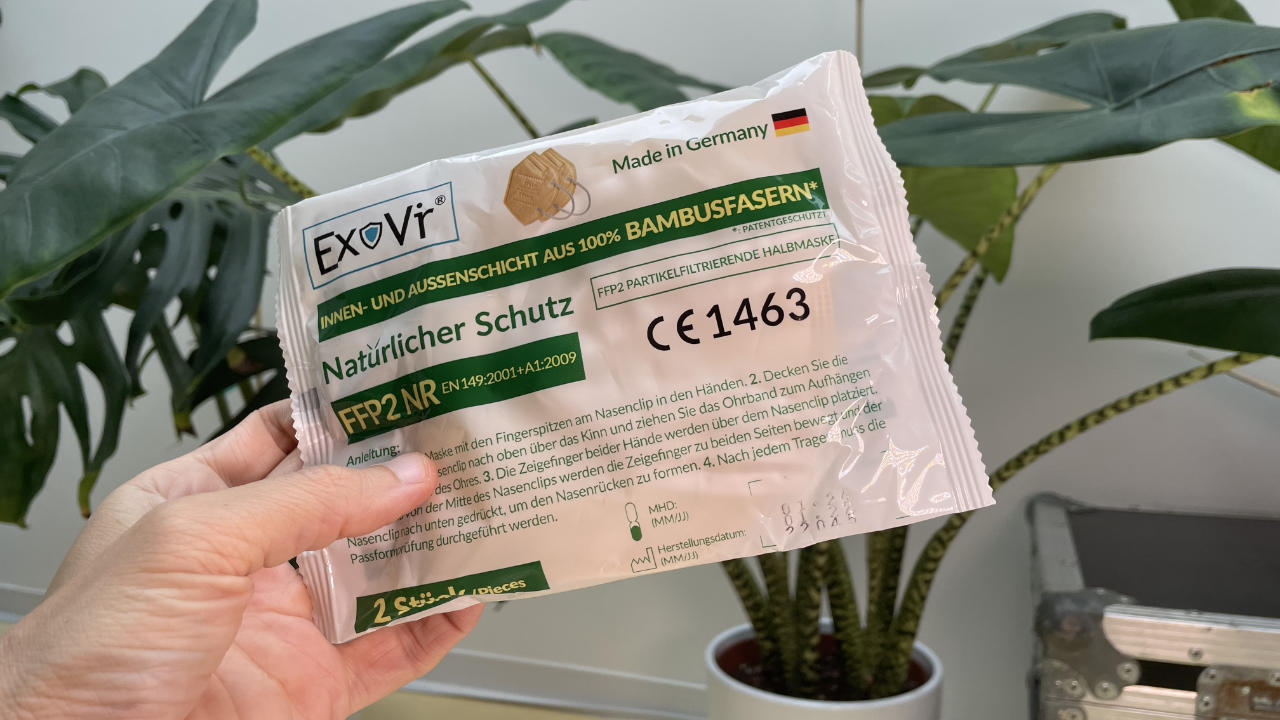 Made in Germany
ExoVir®
INNEN- UND AUSSENSCHICHT AUS 100% BAMBUSFASERN*
*: PATENTGESCHÜTZT
Natürlicher Schutz
FFP2 PARTIKELFILTRIERENDE HALBMASKE
CE 1463
FFP2 NR EN 149:2001+A1:2009
Anleitung: Maske mit den Fingerspitzen am Nasenclip in den Händen. 2. Decken Sie die
nach oben über das Kinn und ziehen Sie das Ohrband zum Aufhängen
des Ohres. 3. Die Zeigefinger beider Hände werden über dem Nasenclip platziert.
von der Mitte des Nasenclips werden die Zeigefinger zu beiden Seiten bewegt und der
Nasenclip nach unten gedrückt, um den Nasenrücken zu formen. 4. Nach jedem Tragen muss die
Passformprüfung durchgeführt werden.
MHD:
(MM/JJ)
Herstellungsdatum:
(MM/JJ)
2 Stück / Pieces